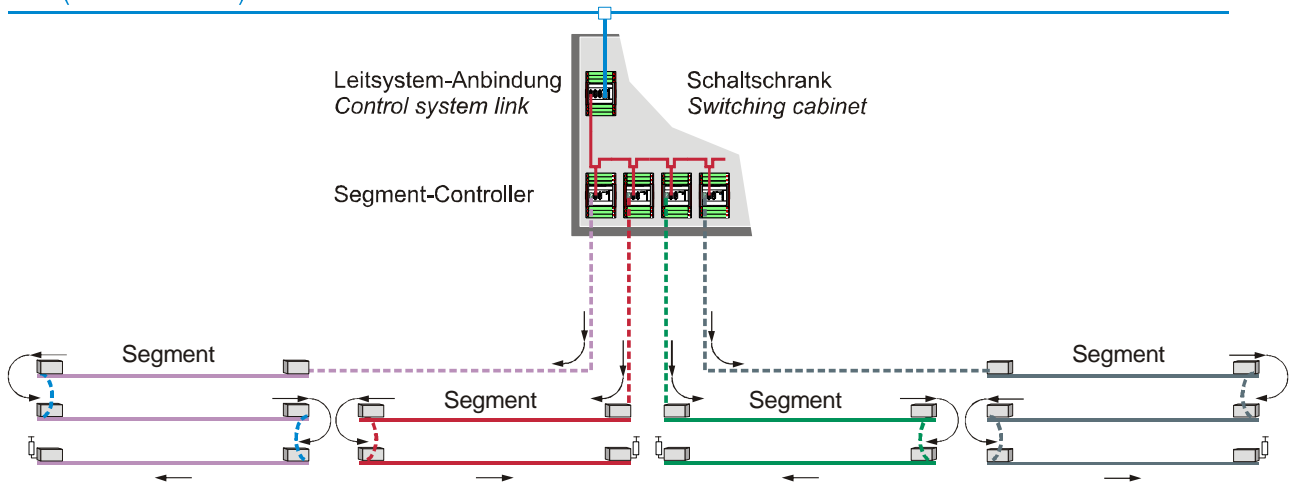 Leitsystem-Anbindung
Control system link
Schaltschrank
Switching cabinet
Segment-Controller
Segment
Segment
Segment
Segment